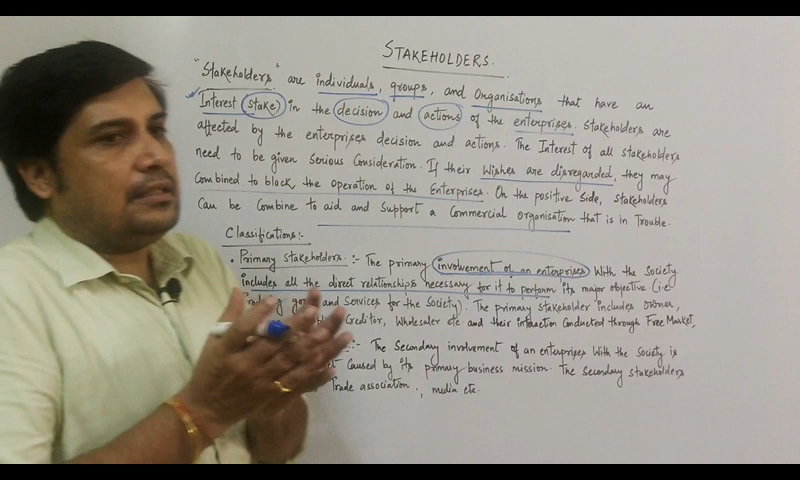 STAKEHOLDERS.
"Stakeholders" are individuals, groups, and Organisations that have an
Interest (stake) in the decision and actions of the enterprises. Stakeholders are
affected by the enterprises decision and actions. The Interest of all stakeholders
need to be given Serious Consideration. If their Wishes are disregarded, they may
Combined to block the operation of the Enterprises. On the positive Side, Stakeholders
Can be Combine to aid and Support a Commercial Organisation that is in Trouble.
Classifications:-
• Primary stakeholders :- The primary involvement of an enterprises With the Society
includes all the direct relationships necessary for it to perform its major objective (i.e
and Services for the Society). The primary stakeholder includes owner,
Creditor, Wholesaler etc and their interaction Conducted through Free Market,
:- The Secondary involvement of an enterprises With the Society is
Caused by its primary business mission. The Secondary stakeholders
Trade association, media etc.